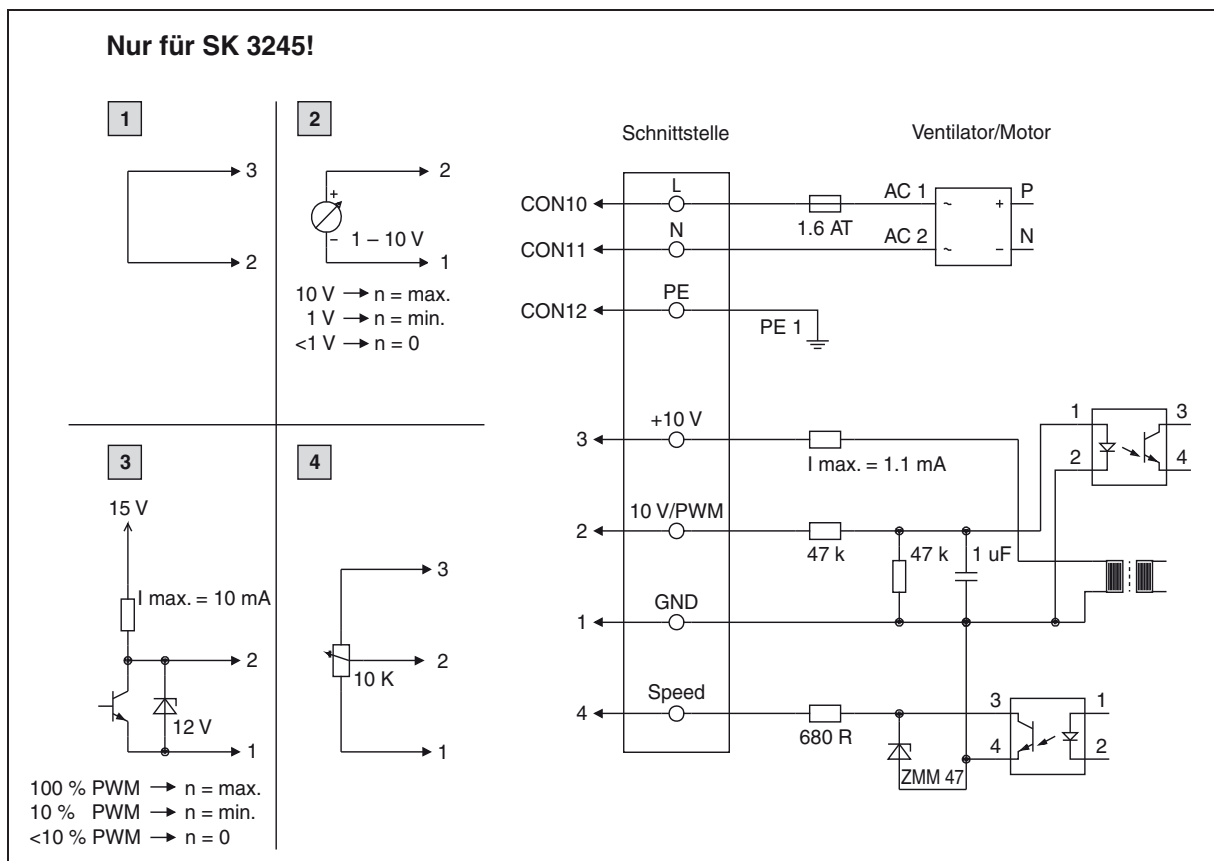 Nur für SK 3245!
1
3
2
2
2
+
–
1 – 10 V
1
10 V → n = max.
1 V → n = min.
<1 V → n = 0
3
15 V
I max. = 10 mA
2
12 V
1
100 % PWM → n = max.
10 % PWM → n = min.
<10 % PWM → n = 0
4
3
2
10 K
1
Schnittstelle
Ventilator/Motor
CON10
L
1.6 AT
AC 1
~
+
P
CON11
N
AC 2
~
–
N
CON12
PE
PE 1
3
+10 V
I max. = 1.1 mA
1
2
3
4
2
10 V/PWM
47 k
47 k
1 uF
1
GND
4
Speed
680 R
ZMM 47
3
4
1
2